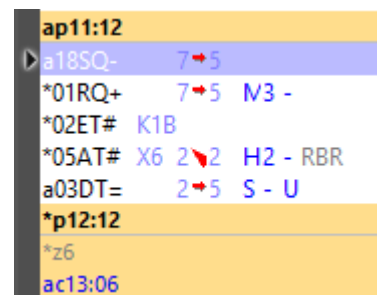 ap11:12
a18SQ- 7 5
*01RQ+ 7 5 M3 -
*02ET# K1B
*05AT# X6 2 2 H2 - RBR
a03DT= 2 5 S - U
*p12:12
*z6
ac13:06